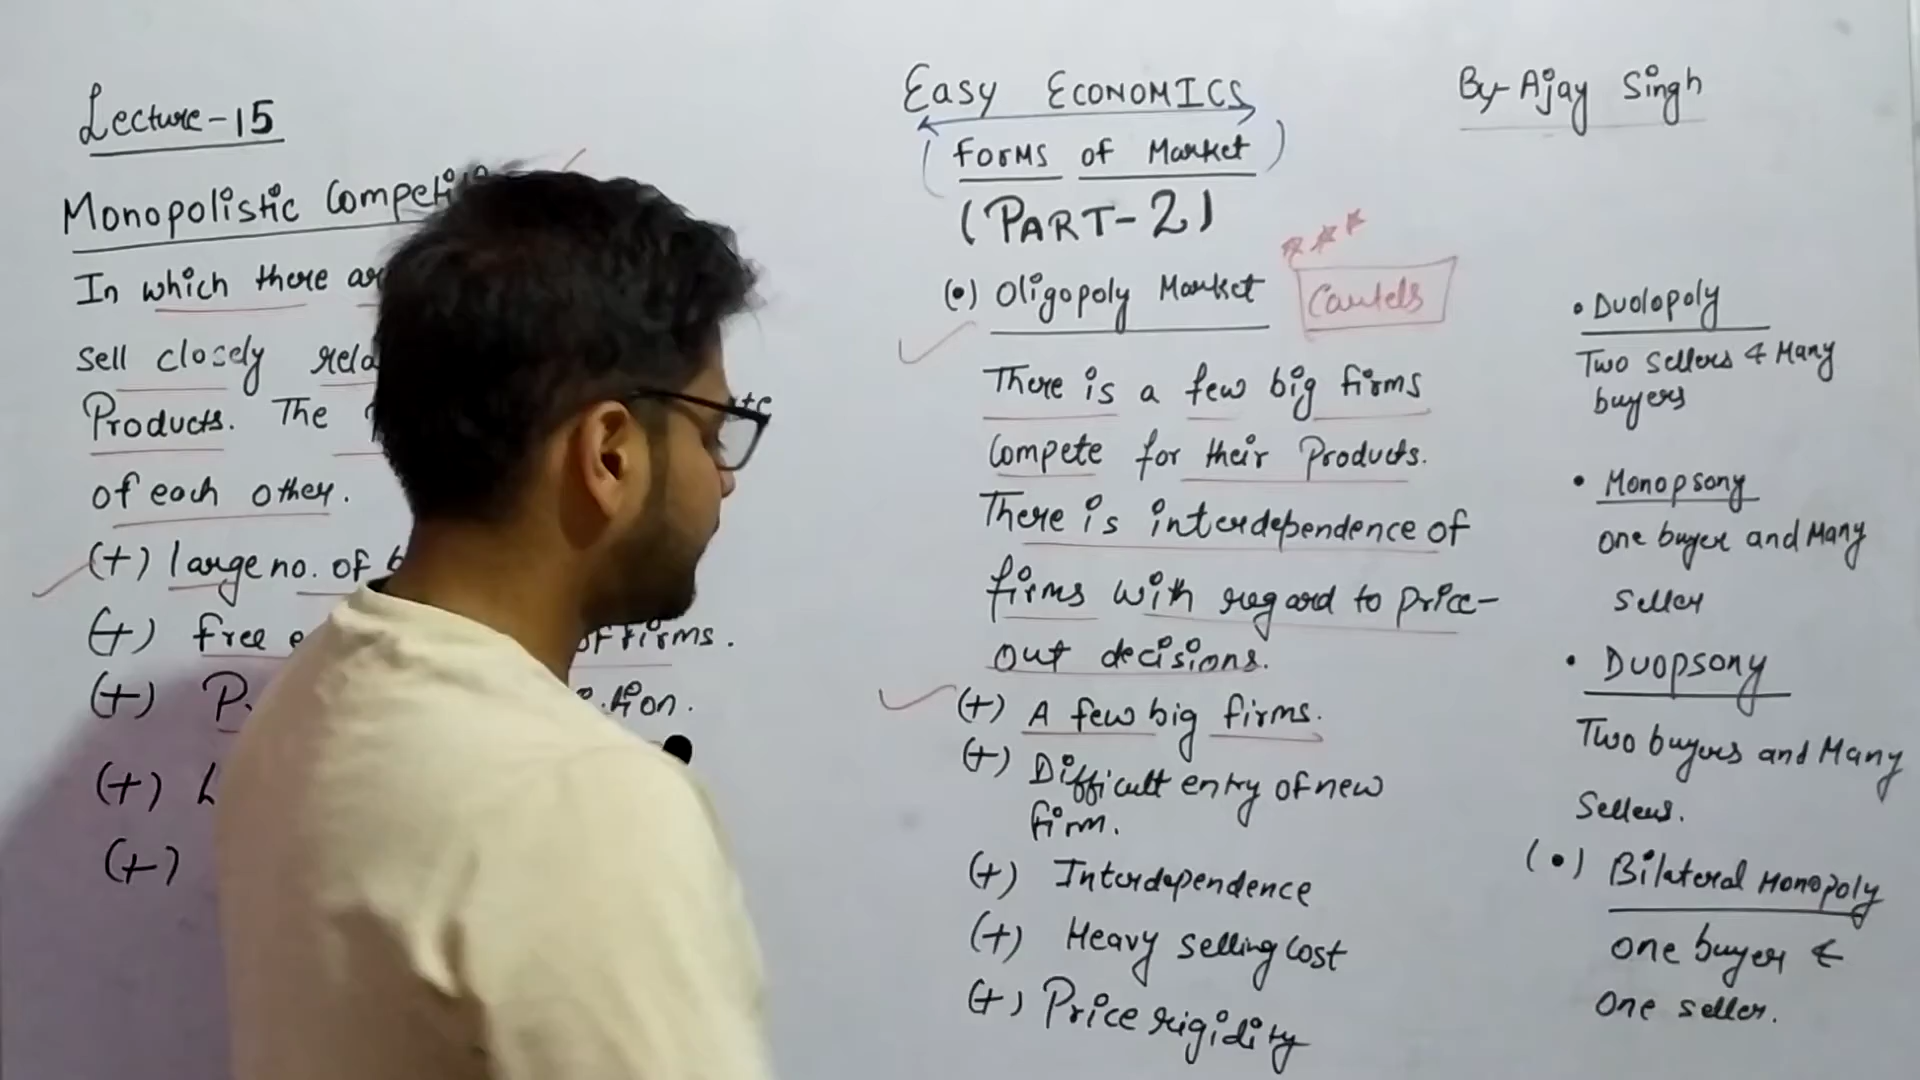 Lecture-15
Easy ECONOMICS
By-Ajay Singh
(Forms of Market)
(PART-2)
Monopolistic
In which there
sell closely
Products. The
of each other.
(+) large no. of
(+) free of firms.
(+)
(+)
(+)
(•) Oligopoly Market
Cartels
There is a few big firms
compete for their Products.
There is interdependence of
firms with regard to price-
out decisions.
(+) A few big firms.
(+) Difficult entry of new
firm.
(+) Interdependence
(+) Heavy selling cost
(+) Price rigidity
• Duolopoly
Two sellers & Many
buyers
• Monopsony
one buyer and Many
seller
• Duopsony
Two buyers and Many
Sellers.
(•) Bilateral Monopoly
one buyer &
one seller.